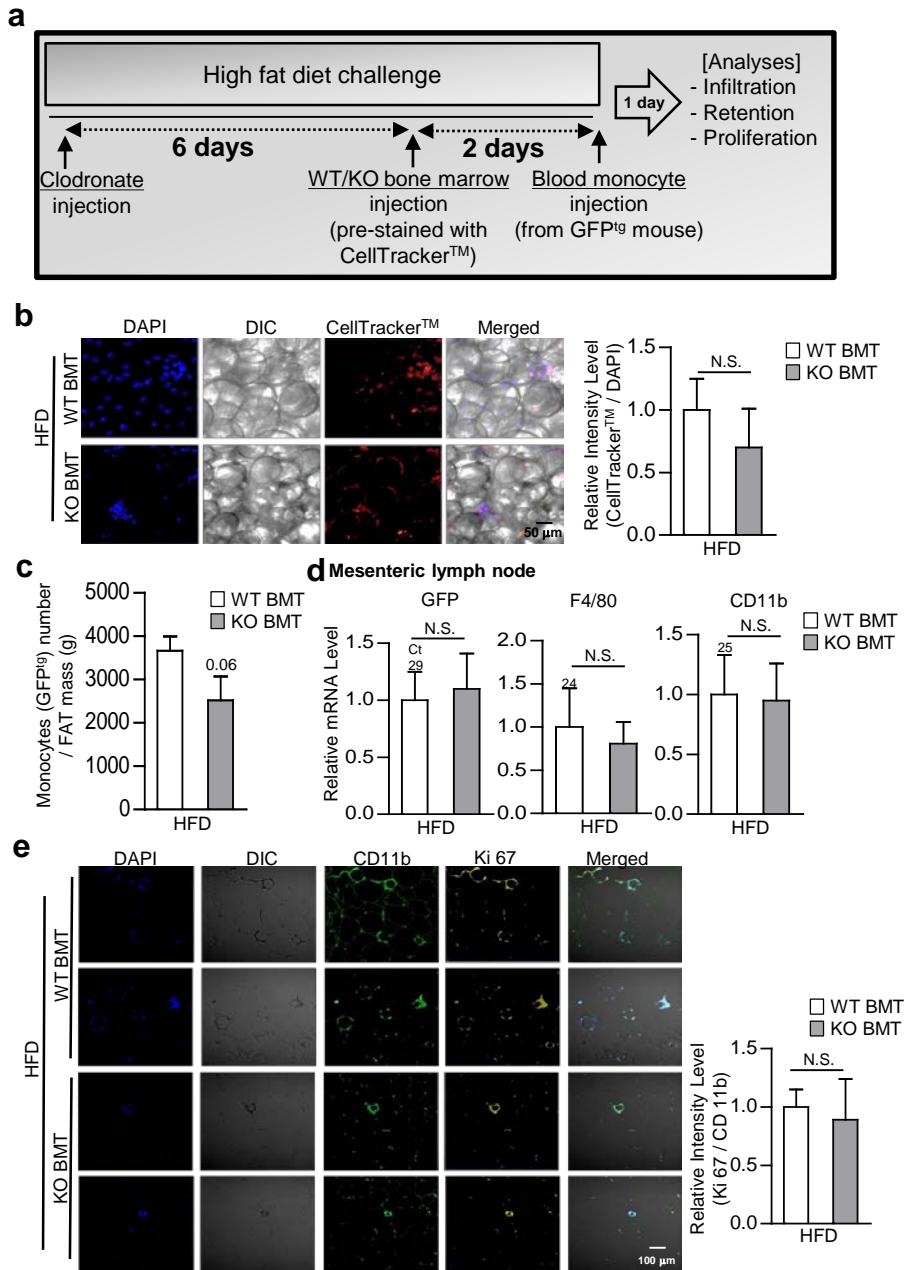 a
High fat diet challenge
[Analyses]
- Infiltration
- Retention
- Proliferation
1 day
6 days
2 days
Clodronate
injection
WT/KO bone marrow
injection
(pre-stained with
CellTracker™)
Blood monocyte
injection
(from GFPtg mouse)
b
DAPI
DIC
CellTracker™
Merged
HFD
WT BMT
KO BMT
50 μm
Relative Intensity Level
(CellTracker™ / DAPI)
1.5
1.0
0.5
0.0
N.S.
HFD
WT BMT
KO BMT
c
Monocytes (GFPtg) number
/ FAT mass (g)
5000
4000
3000
2000
1000
0
0.06
HFD
WT BMT
KO BMT
d Mesenteric lymph node
Relative mRNA Level
GFP
1.5
1.0
0.5
0.0
Ct
29
N.S.
HFD
F4/80
2.0
1.5
1.0
0.5
0.0
24
N.S.
HFD
CD11b
1.5
1.0
0.5
0.0
25
N.S.
HFD
WT BMT
KO BMT
e
DAPI
DIC
CD11b
Ki 67
Merged
HFD
WT BMT
KO BMT
100 μm
Relative Intensity Level
(Ki 67 / CD 11b)
1.5
1.0
0.5
0.0
N.S.
HFD
WT BMT
KO BMT